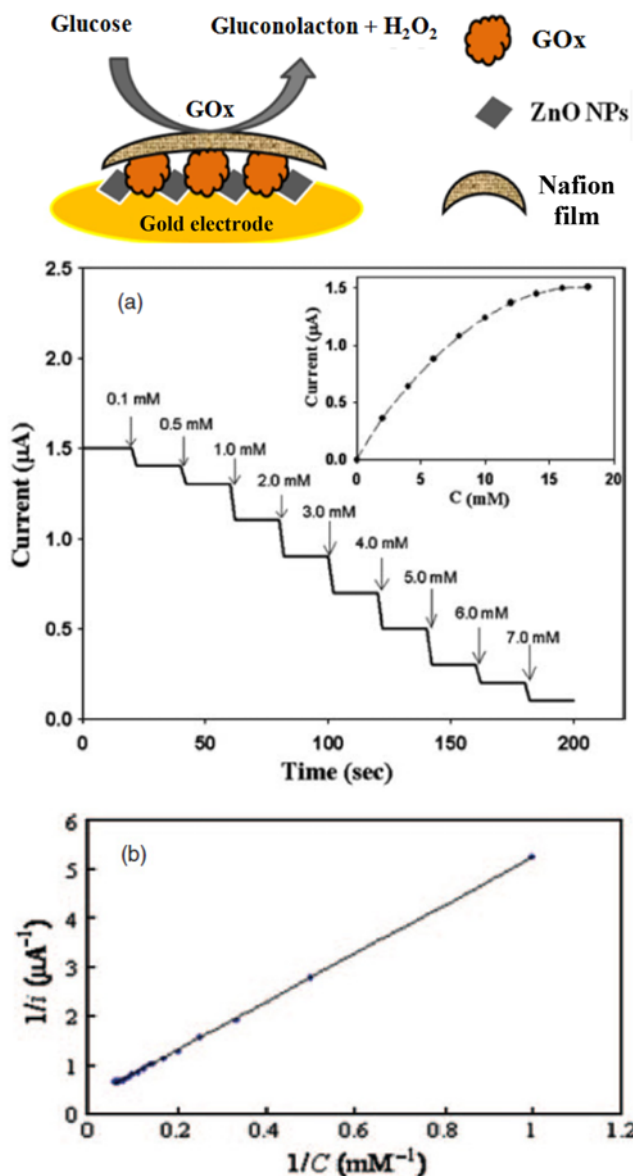 Glucose
Gluconolacton + H₂O₂
GOx
GOx
ZnO NPs
Nafion
film
Gold electrode
(a)
2.5
2.0
1.5
1.0
0.5
0.0
Current (μA)
0.1 mM
0.5 mM
1.0 mM
2.0 mM
3.0 mM
4.0 mM
5.0 mM
6.0 mM
7.0 mM
1.5
1.0
0.5
0.0
Current (μA)
0 5 10 15 20
C (mM)
0 50 100 150 200
Time (sec)
(b)
6
5
4
3
2
1
0
1/i (μA⁻¹)
0 0.2 0.4 0.6 0.8 1 1.2
1/C (mM⁻¹)